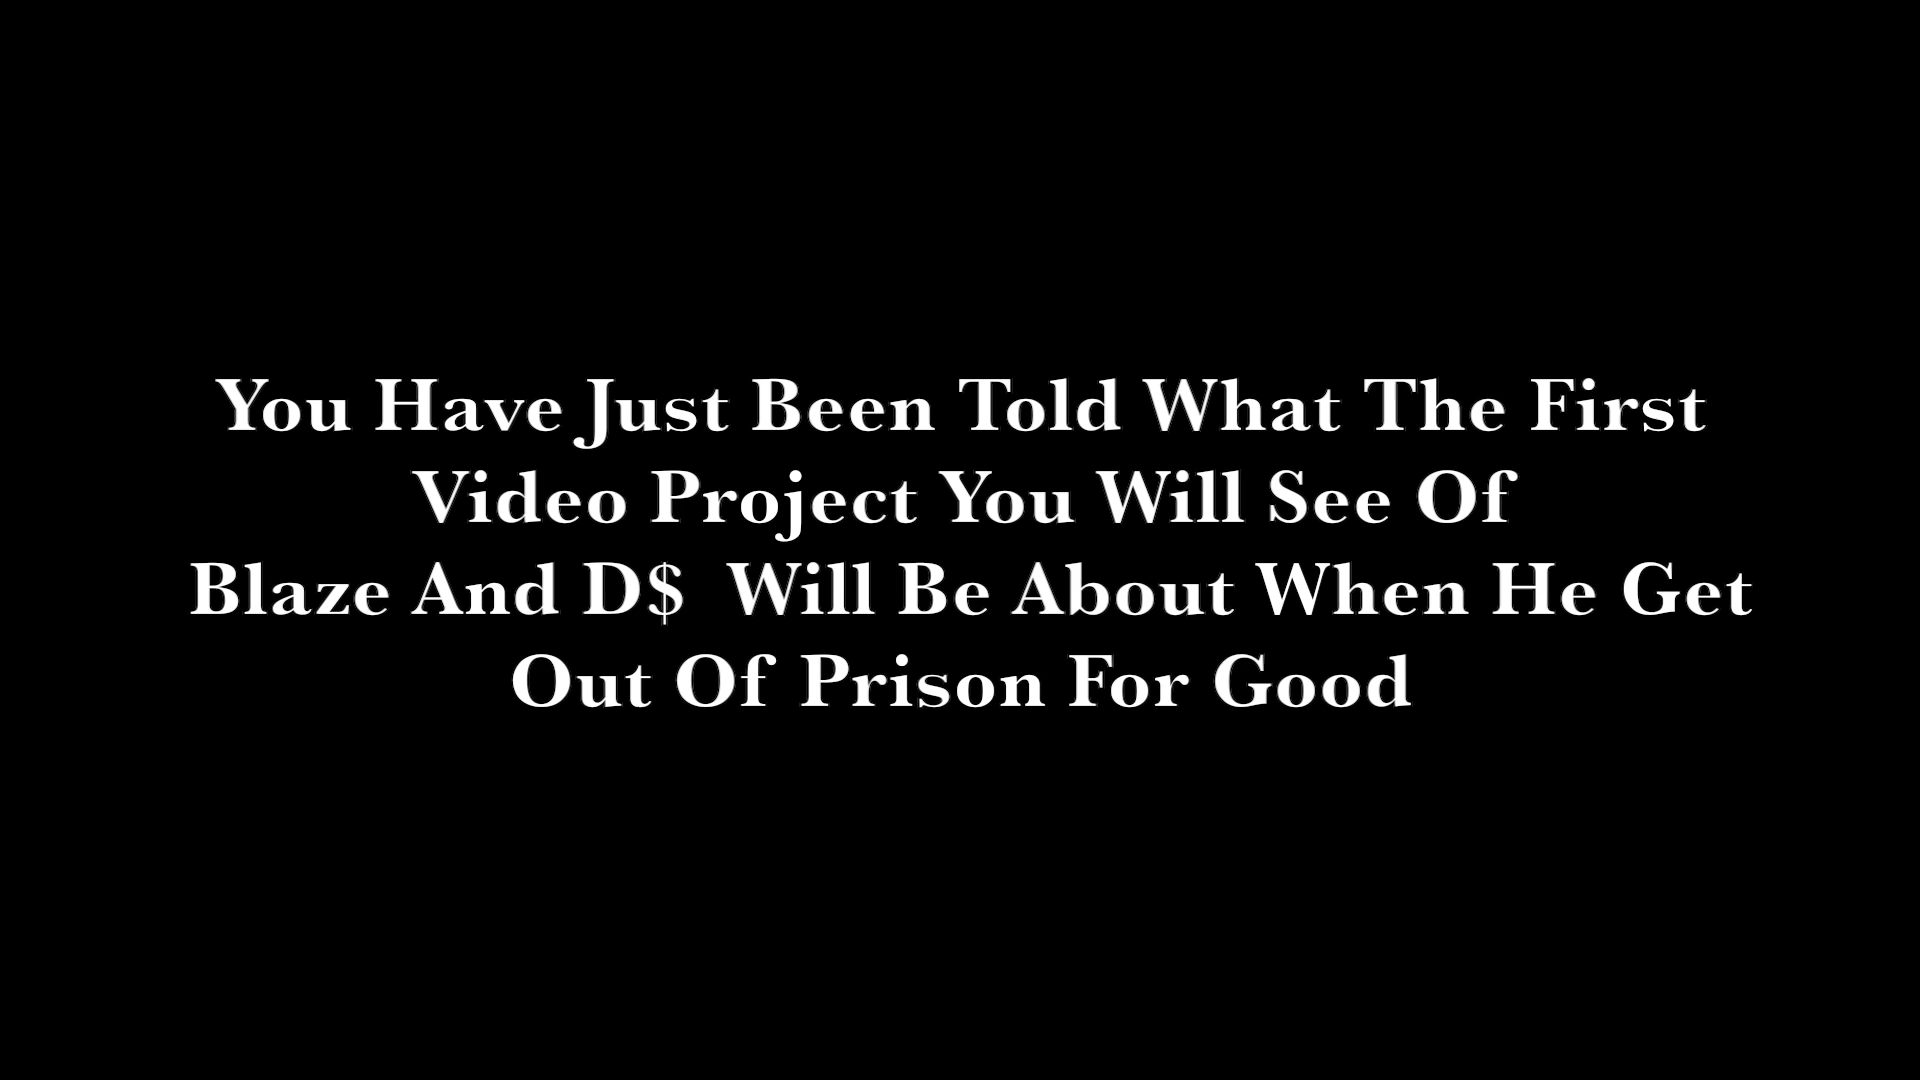 You Have Just Been Told What The First
Video Project You Will See Of
Blaze And D$  Will Be About When He Get
Out Of Prison For Good